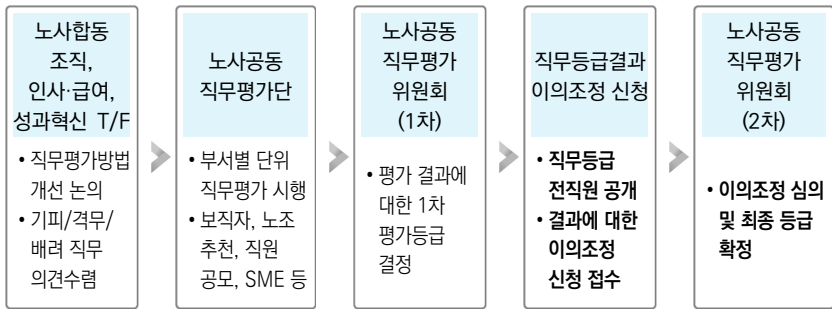 노사합동
조직,
인사·급여,
성과혁신 T/F
• 직무평가방법
개선 논의
• 기피/격무/
배려 직무
의견수렴
노사공동
직무평가단
• 부서별 단위
직무평가 시행
• 보직자, 노조
추천, 직원
공모, SME 등
노사공동
직무평가
위원회
(1차)
• 평가 결과에
대한 1차
평가등급
결정
직무등급결과
이의조정 신청
• 직무등급
전직원 공개
• 결과에 대한
이의조정
신청 접수
노사공동
직무평가
위원회
(2차)
• 이의조정 심의
및 최종 등급
확정